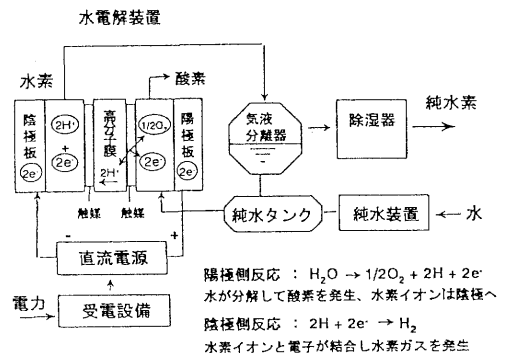 水電解装置
水素
酸素
陰極板
2e-
2H+
+
2e-
高分子膜
2H+
1/2O2
2e-
陽極板
2e-
触媒
触媒
-
+
直流電源
電力
受電設備
気液
分離器
除湿器
純水素
純水タンク
純水装置
水
陽極側反応 : H2O → 1/2O2 + 2H + 2e-
水が分解して酸素を発生、水素イオンは陰極へ
陰極側反応 : 2H + 2e- → H2
水素イオンと電子が結合し水素ガスを発生